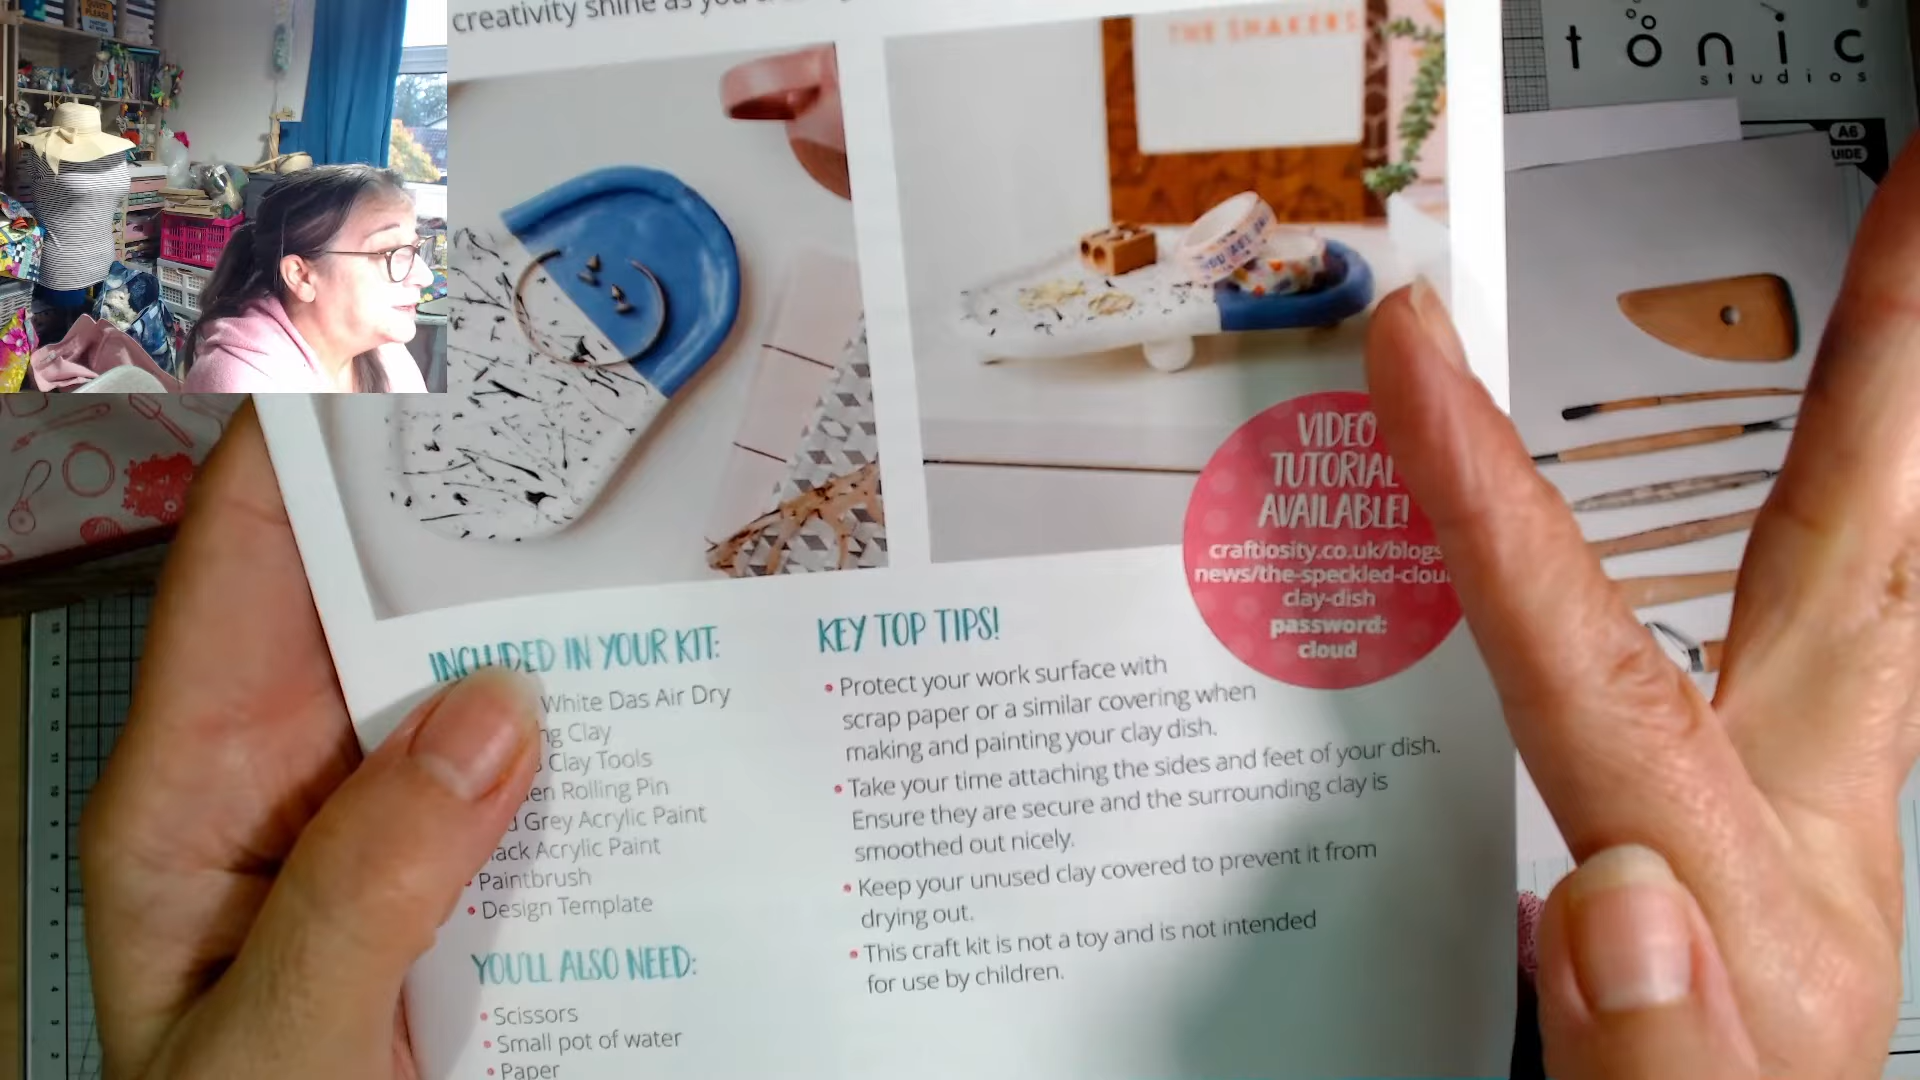 creativity shine as you
THE SHAKERS
tonic
studios
A6
UIDE
VIDEO
TUTORIAL
AVAILABLE!
craftiosity.co.uk/blogs
news/the-speckled-clou
clay-dish
password:
cloud
INCLUDED IN YOUR KIT:
White Das Air Dry
ng Clay
Clay Tools
en Rolling Pin
Grey Acrylic Paint
ack Acrylic Paint
• Paintbrush
• Design Template
YOU'LL ALSO NEED:
• Scissors
• Small pot of water
• Paper
KEY TOP TIPS!
• Protect your work surface with
scrap paper or a similar covering when
making and painting your clay dish.
• Take your time attaching the sides and feet of your dish.
Ensure they are secure and the surrounding clay is
smoothed out nicely.
• Keep your unused clay covered to prevent it from
drying out.
• This craft kit is not a toy and is not intended
for use by children.